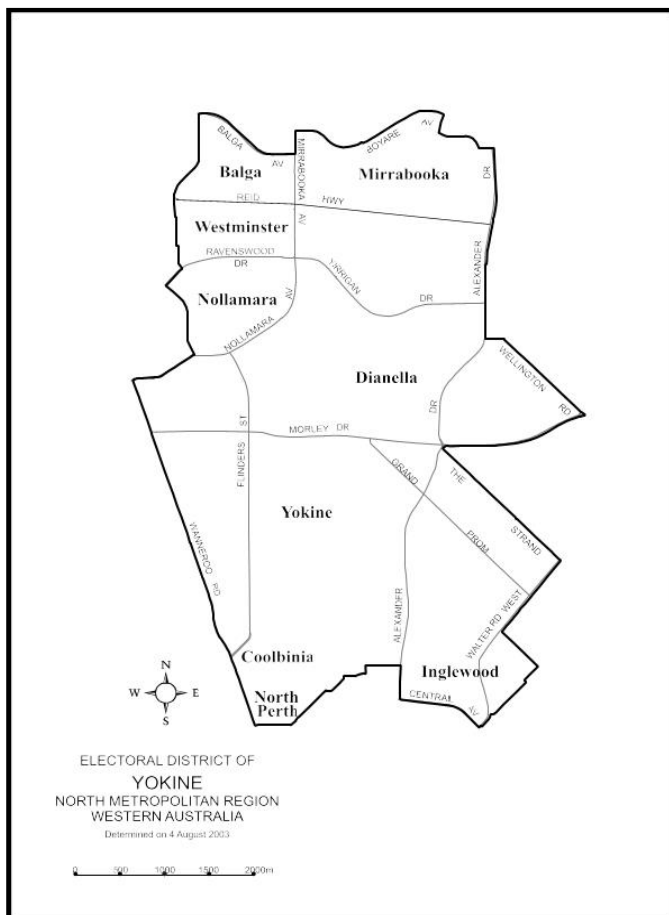 BALGA
AV
MIRRABOOKA
AV
BOYARE
AV
Balga
Mirrabooka
DR
ALEXANDER
REID
HWY
Westminster
RAVENSWOOD
DR
YIRRIGAN
DR
Nollamara
NOLLAMARA
AV
WELLINGTON
RD
Dianella
DR
FLINDERS
ST
MORLEY DR
GRAND
PROM
THE
STRAND
Yokine
WANNEROO RD
ALEXANDER
WALTER RD WEST
Coolbinia
Inglewood
North
Perth
CENTRAL
AV
N
W
E
S
ELECTORAL DISTRICT OF
YOKINE
NORTH METROPOLITAN REGION
WESTERN AUSTRALIA
Determined on 4 August 2003
0 500 1000 1500 2000m